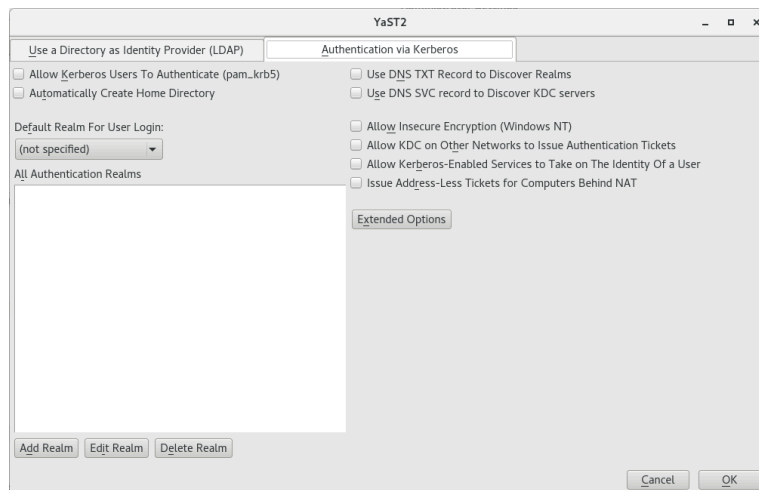 YaST2
Use a Directory as Identity Provider (LDAP)
Authentication via Kerberos
Allow Kerberos Users To Authenticate (pam_krb5)
Automatically Create Home Directory
Default Realm For User Login:
(not specified)
All Authentication Realms
Add Realm
Edit Realm
Delete Realm
Use DNS TXT Record to Discover Realms
Use DNS SVC record to Discover KDC servers
Allow Insecure Encryption (Windows NT)
Allow KDC on Other Networks to Issue Authentication Tickets
Allow Kerberos-Enabled Services to Take on The Identity Of a User
Issue Address-Less Tickets for Computers Behind NAT
Extended Options
Cancel
OK